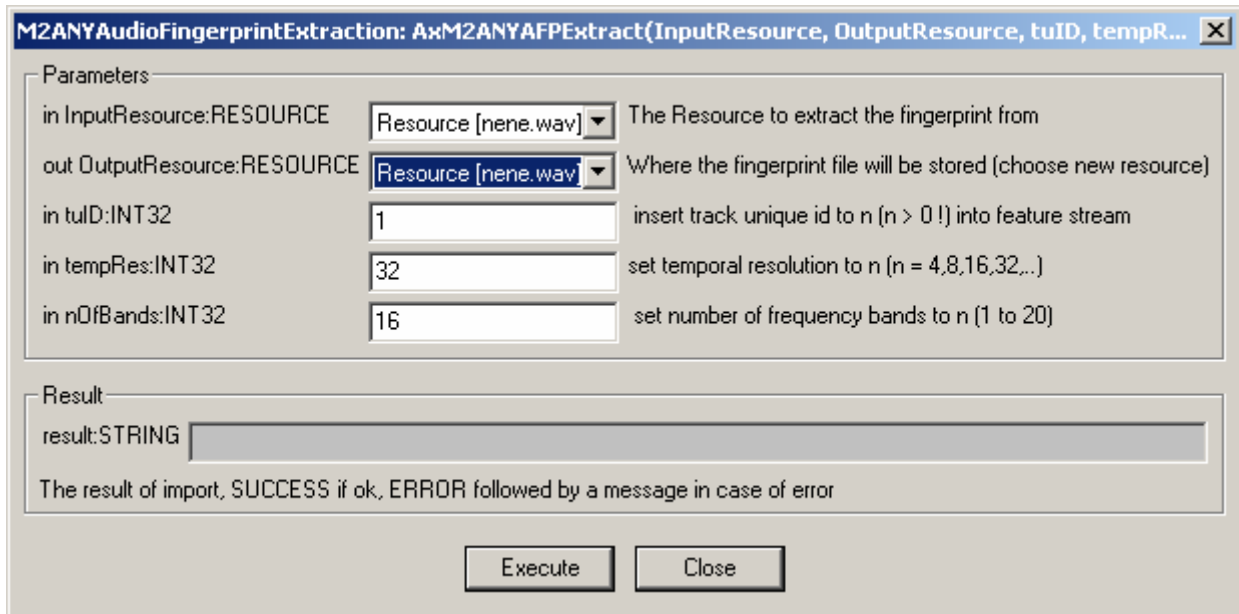 M2ANYAudioFingerprintExtraction: AxM2ANYAFPExtract(InputResource, OutputResource, tuID, tempR...
Parameters
in InputResource:RESOURCE Resource [nene.wav] The Resource to extract the fingerprint from
out OutputResource:RESOURCE Resource [nene.wav] Where the fingerprint file will be stored (choose new resource)
in tuID:INT32 1 insert track unique id to n (n > 0 !) into feature stream
in tempRes:INT32 32 set temporal resolution to n (n = 4,8,16,32,..)
in nOfBands:INT32 16 set number of frequency bands to n (1 to 20)
Result
result:STRING
The result of import, SUCCESS if ok, ERROR followed by a message in case of error
Execute Close